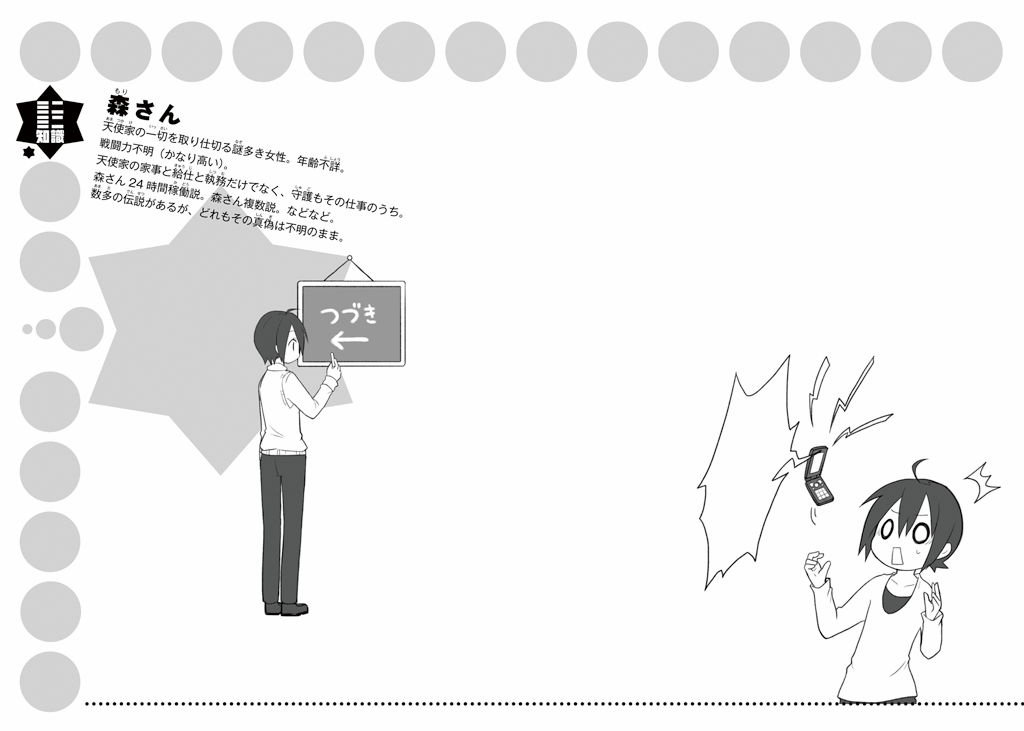 ミニ
知識
森さん
天使家の一切を取り仕切る謎多き女性。年齢不詳。
戦闘力不明（かなり高い）。
天使家の家事と給仕と執務だけでなく、守護もその仕事のうち。
森さん24時間稼働説。森さん複数説。などなど。
数多の伝説があるが、どれもその真偽は不明のまま。
つづき
←